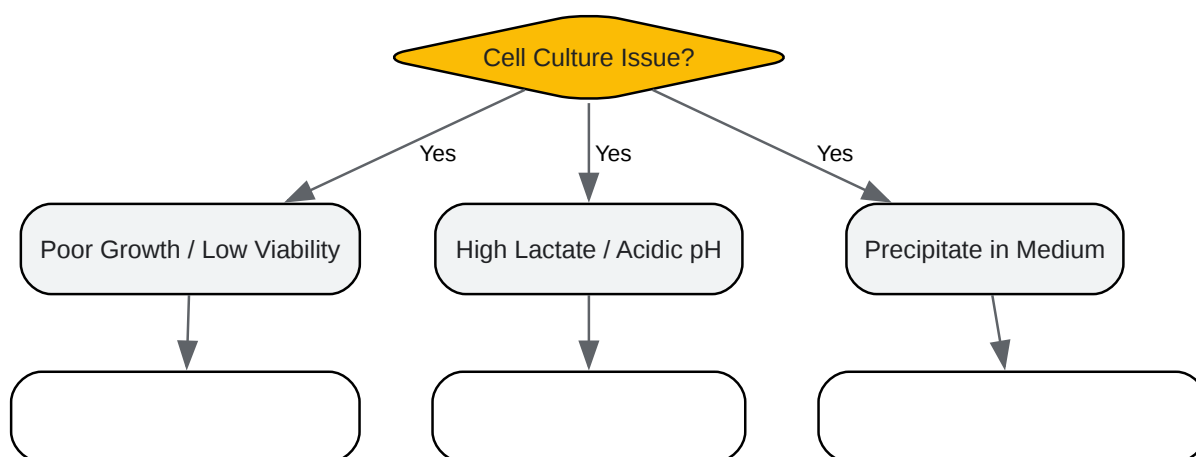 Cell Culture Issue?
Yes
Yes
Yes
Poor Growth / Low Viability
High Lactate / Acidic pH
Precipitate in Medium